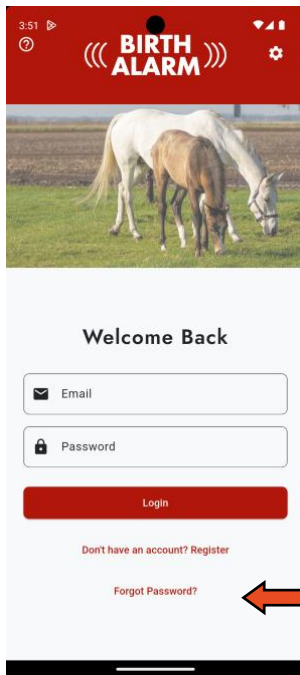 3:51
BIRTH
ALARM
Welcome Back
Email
Password
Login
Don't have an account? Register
Forgot Password?